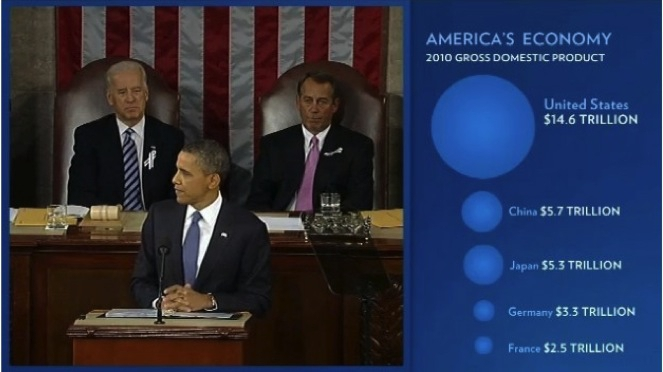 AMERICA'S ECONOMY
2010 GROSS DOMESTIC PRODUCT
United States
$14.6 TRILLION
China $5.7 TRILLION
Japan $5.3 TRILLION
Germany $3.3 TRILLION
France $2.5 TRILLION